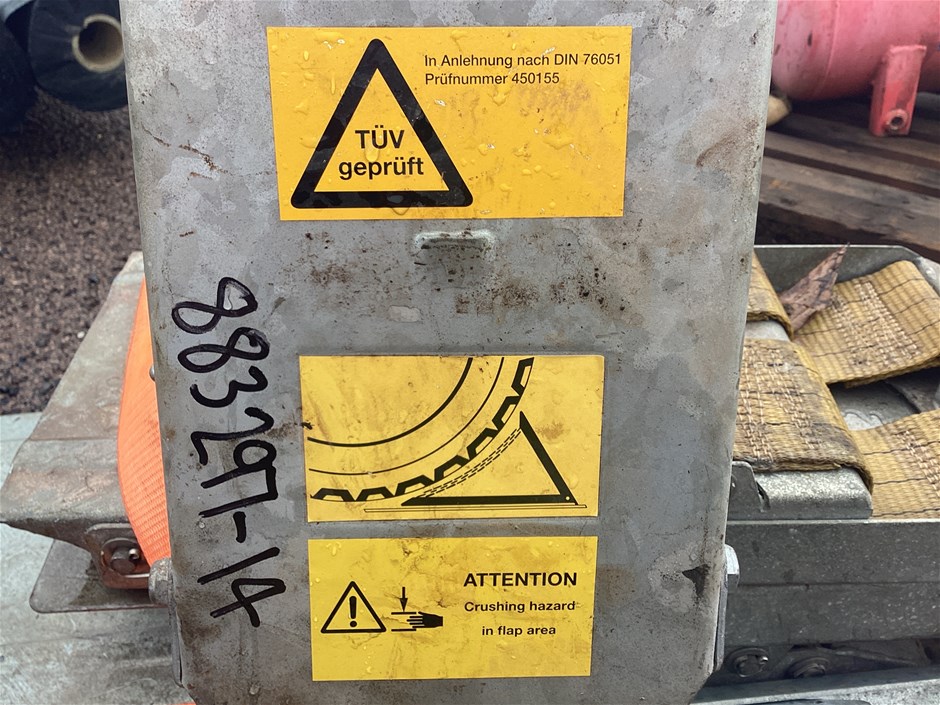 In Anlehnung nach DIN 76051
Prüfnummer 450155
TÜV
geprüft
883297-14
ATTENTION
Crushing hazard
in flap area